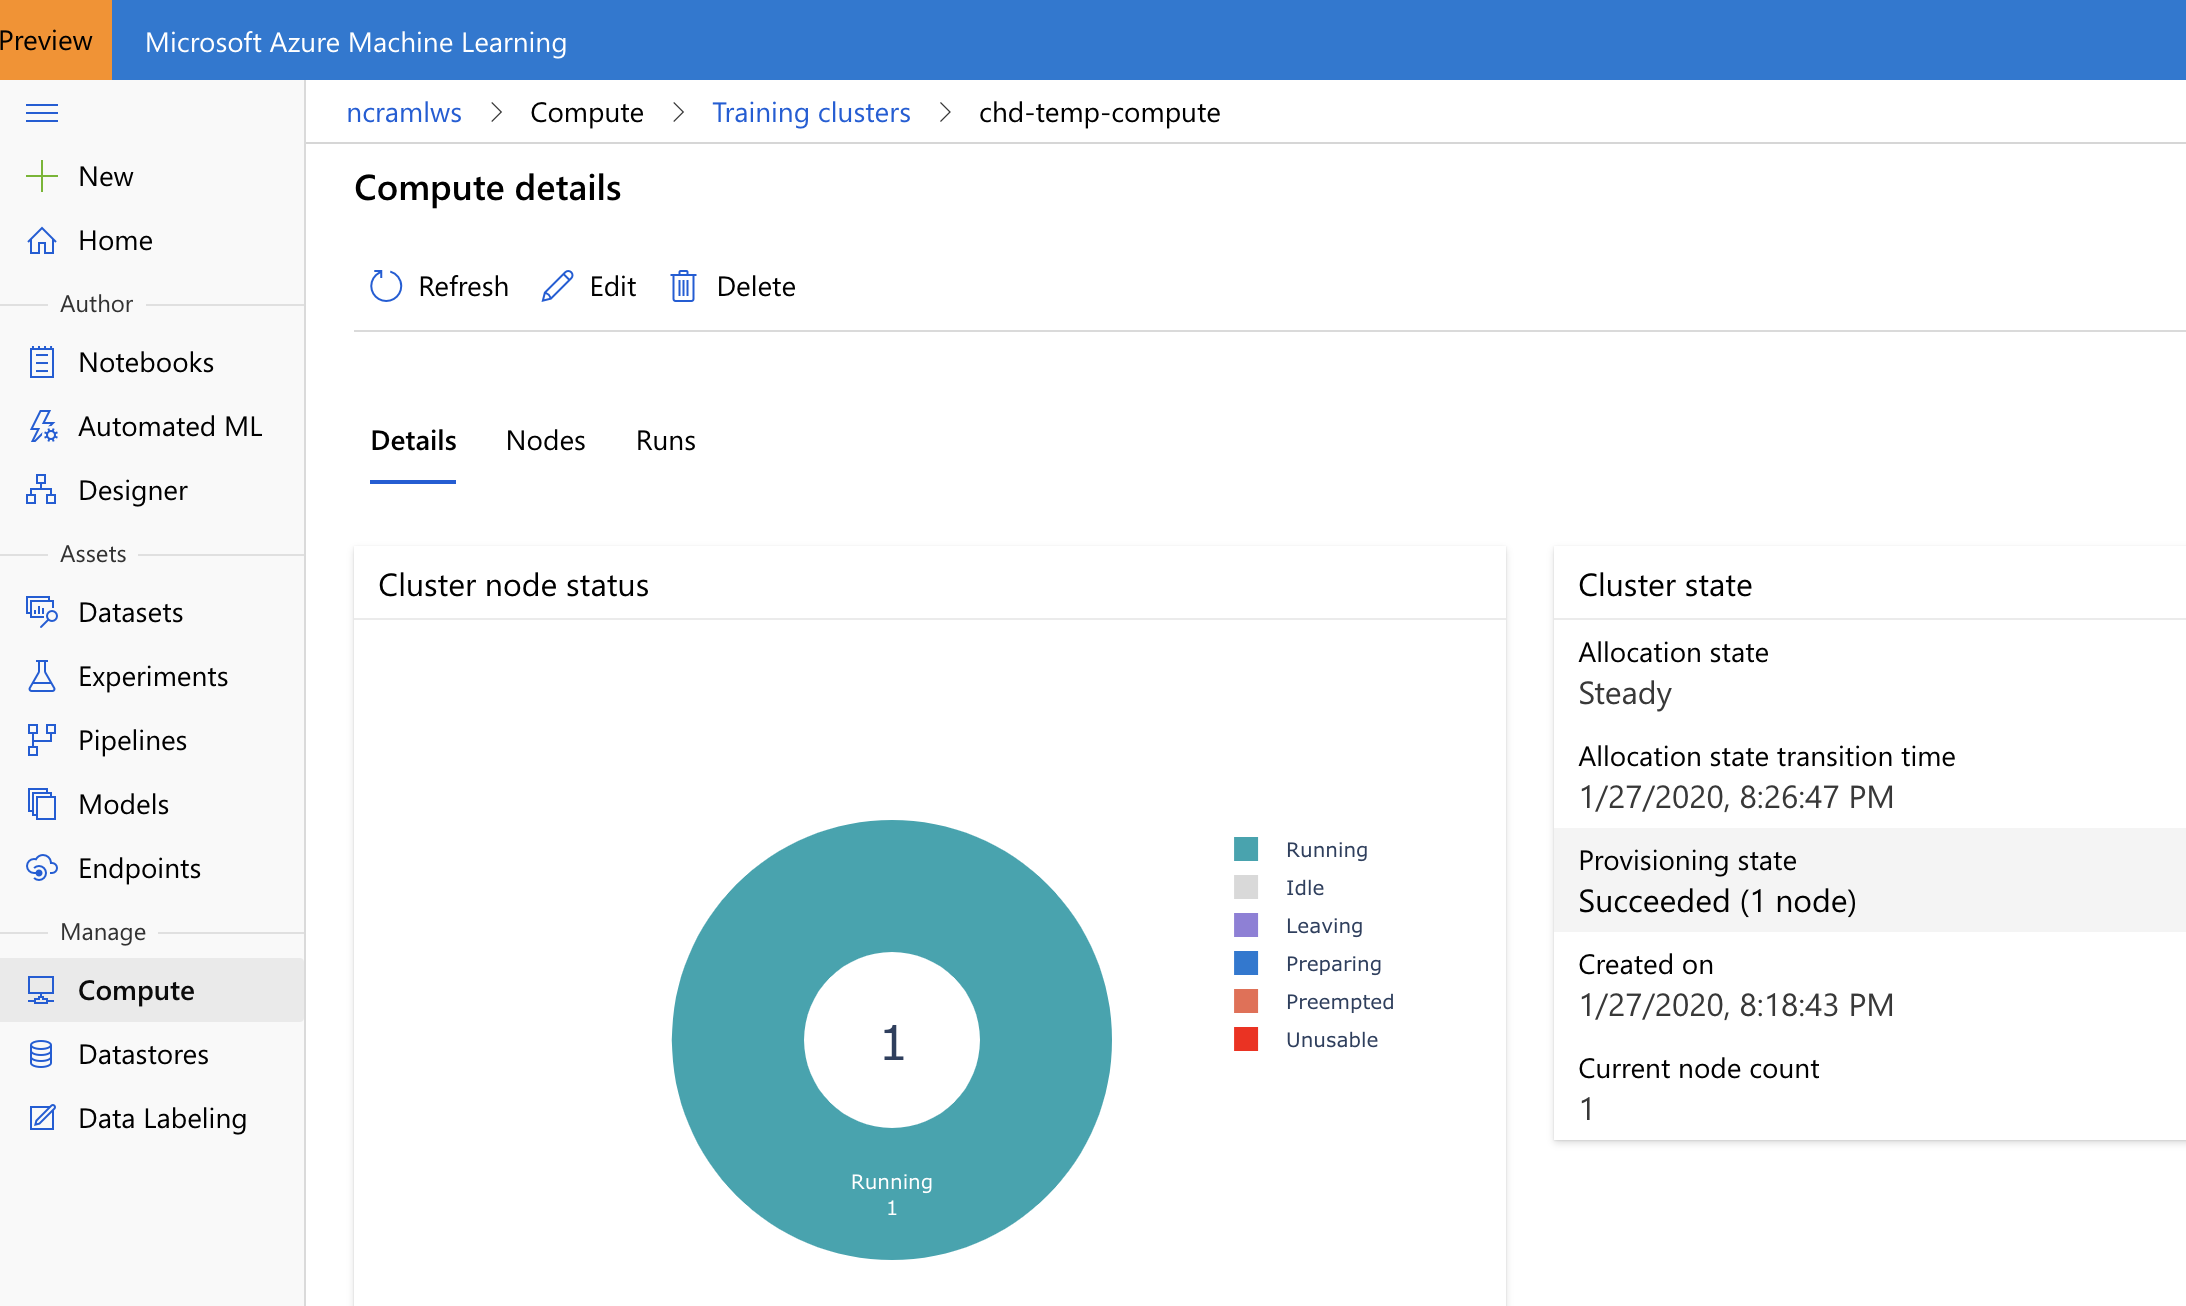 Preview
Microsoft Azure Machine Learning
ncramlws > Compute > Training clusters > chd-temp-compute
New
Home
Author
Notebooks
Automated ML
Designer
Assets
Datasets
Experiments
Pipelines
Models
Endpoints
Manage
Compute
Datastores
Data Labeling
Compute details
Refresh Edit Delete
Details Nodes Runs
Cluster node status
1
Running
1
Running
Idle
Leaving
Preparing
Preempted
Unusable
Cluster state
Allocation state
Steady
Allocation state transition time
1/27/2020, 8:26:47 PM
Provisioning state
Succeeded (1 node)
Created on
1/27/2020, 8:18:43 PM
Current node count
1